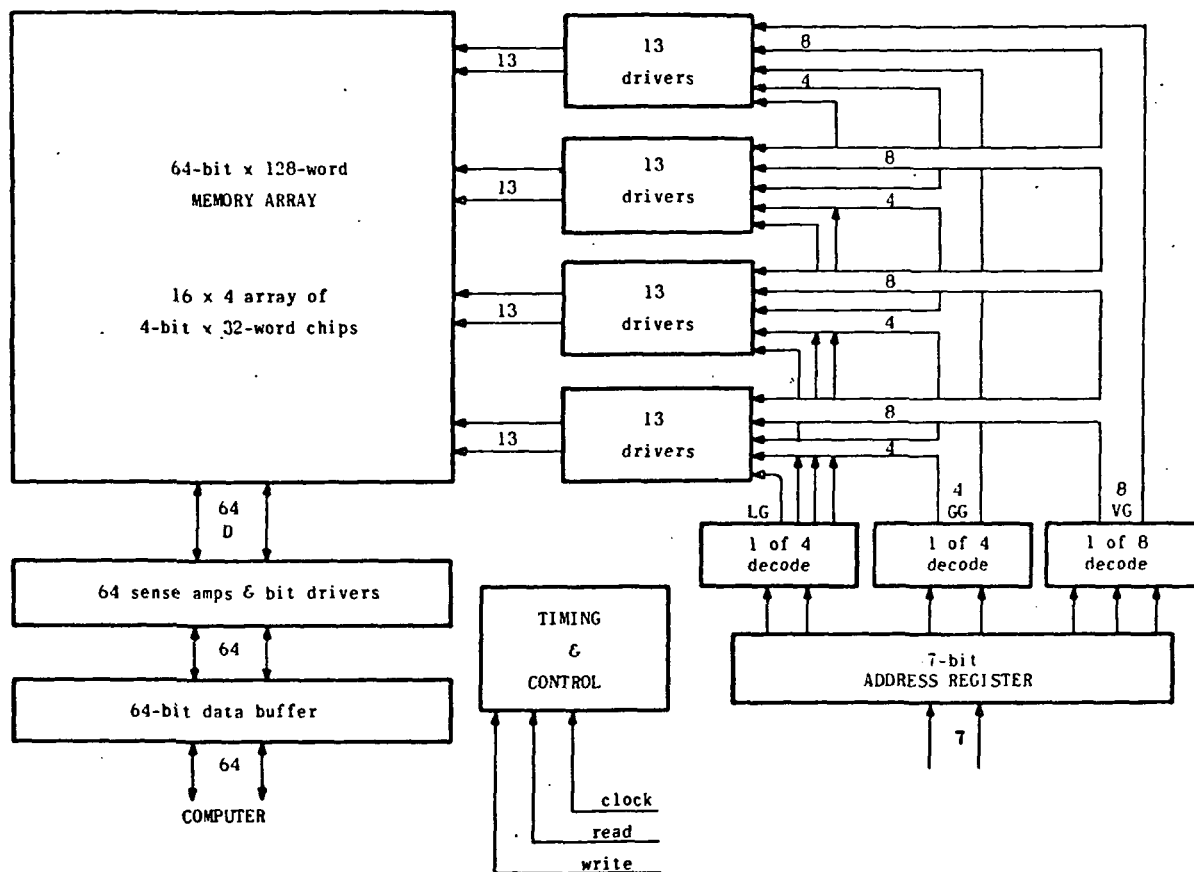 13
drivers
8
4
13
64-bit x 128-word
MEMORY ARRAY
16 x 4 array of
4-bit x 32-word chips
13
drivers
8
4
13
13
drivers
8
4
13
13
drivers
8
4
13
64
D
LG
4
GG
8
VG
1 of 4
decode
1 of 4
decode
1 of 8
decode
64 sense amps & bit drivers
64
TIMING
&
CONTROL
7-bit
ADDRESS REGISTER
64-bit data buffer
64
COMPUTER
7
clock
read
write